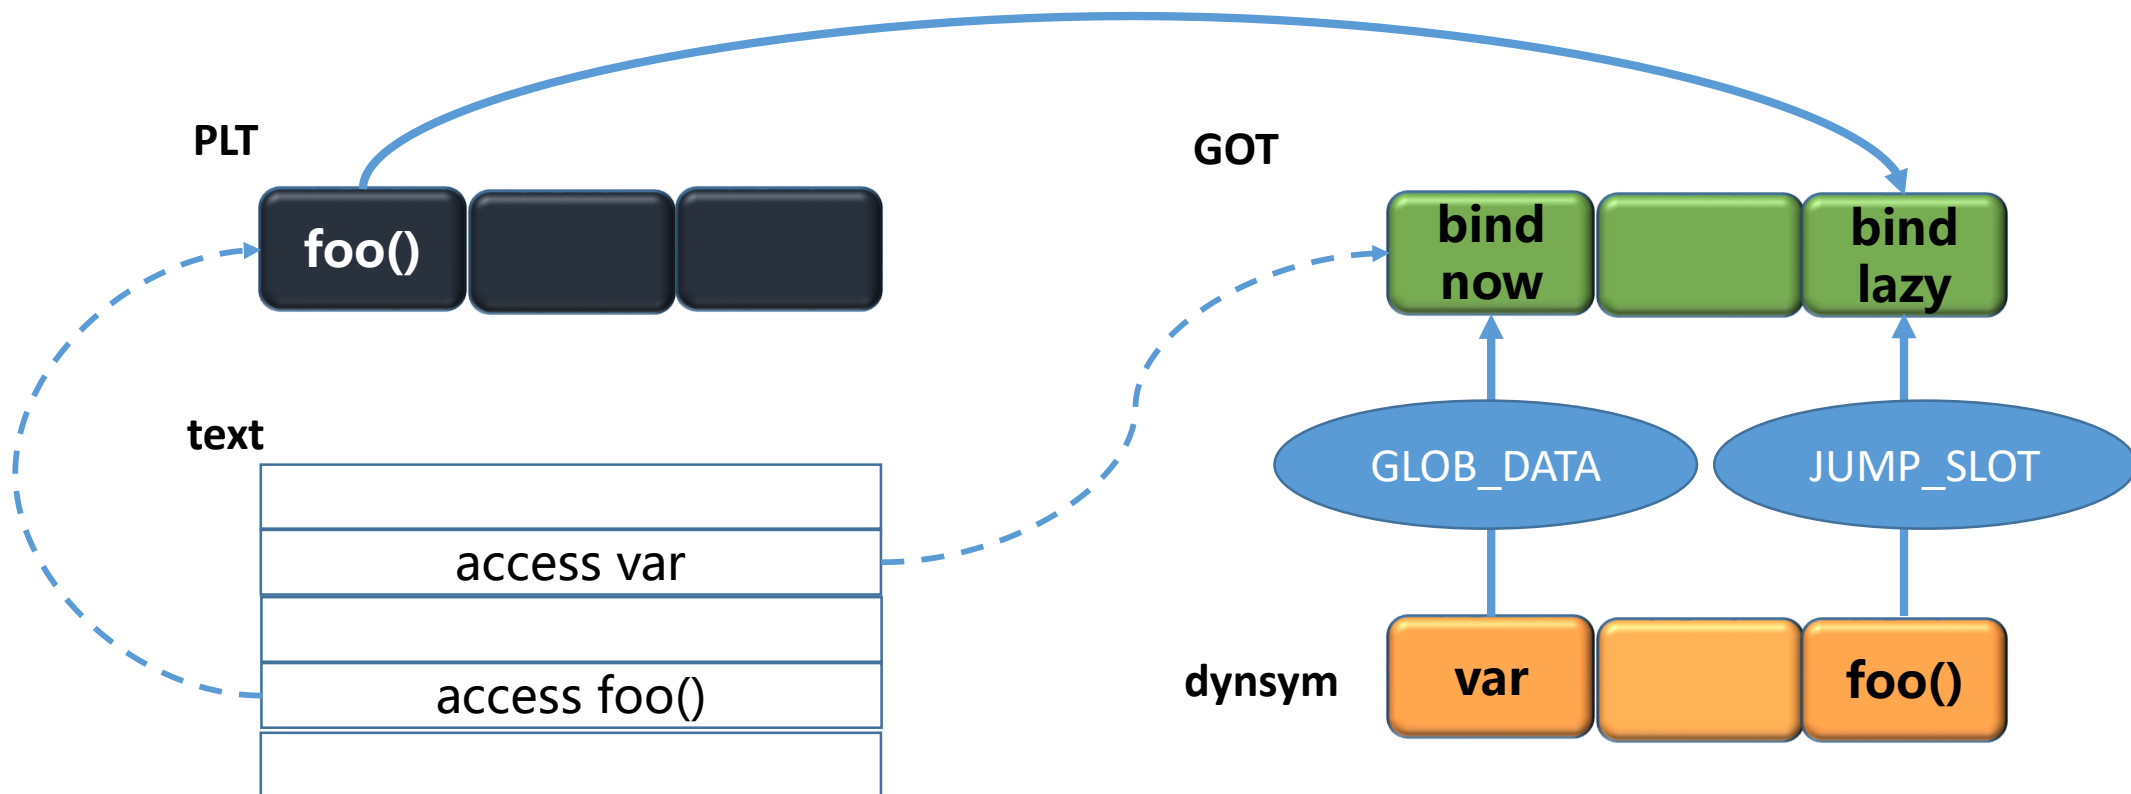 PLT
GOT
foo()
bind
now
bind
lazy
text
GLOB_DATA
JUMP_SLOT
access var
access foo()
dynsym
var
foo()